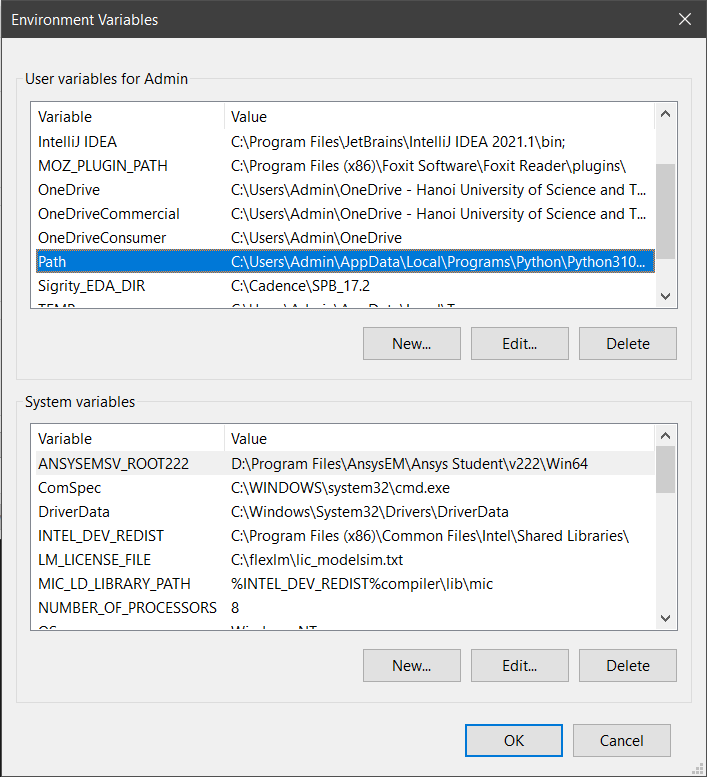 Environment Variables
User variables for Admin
Variable Value
IntelliJ IDEA C:\Program Files\JetBrains\IntelliJ IDEA 2021.1\bin;
MOZ_PLUGIN_PATH C:\Program Files (x86)\Foxit Software\Foxit Reader\plugins\
OneDrive C:\Users\Admin\OneDrive - Hanoi University of Science and T...
OneDriveCommercial C:\Users\Admin\OneDrive - Hanoi University of Science and T...
OneDriveConsumer C:\Users\Admin\OneDrive
Path C:\Users\Admin\AppData\Local\Programs\Python\Python310...
Sigrity_EDA_DIR C:\Cadence\SPB_17.2
New... Edit... Delete
System variables
Variable Value
ANSYSEMSV_ROOT222 D:\Program Files\AnsysEM\Ansys Student\v222\Win64
ComSpec C:\WINDOWS\system32\cmd.exe
DriverData C:\Windows\System32\Drivers\DriverData
INTEL_DEV_REDIST C:\Program Files (x86)\Common Files\Intel\Shared Libraries\
LM_LICENSE_FILE C:\flexlm\lic_modelsim.txt
MIC_LD_LIBRARY_PATH %INTEL_DEV_REDIST%compiler\lib\mic
NUMBER_OF_PROCESSORS 8
New... Edit... Delete
OK Cancel